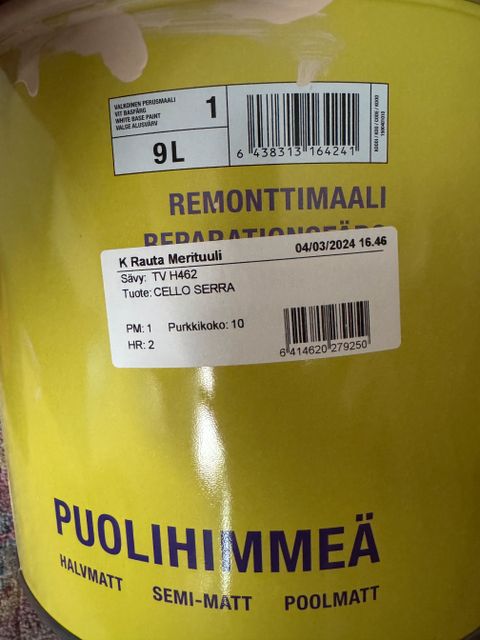 VALKOINEN PERUSMAALI
VIT BASFÄRG
WHITE BASE PAINT
VALGE ALUSVÄRV
1
9L
6 438313 164241
REMONTTIMAALI
K Rauta Merituuli
04/03/2024 16.46
Sävy: TV H462
Tuote: CELLO SERRA
PM: 1 Purkkikoko: 10
HR: 2
6 414620 279250
PUOLIHIMMEÄ
HALVMATT SEMI-MATT POOLMATT